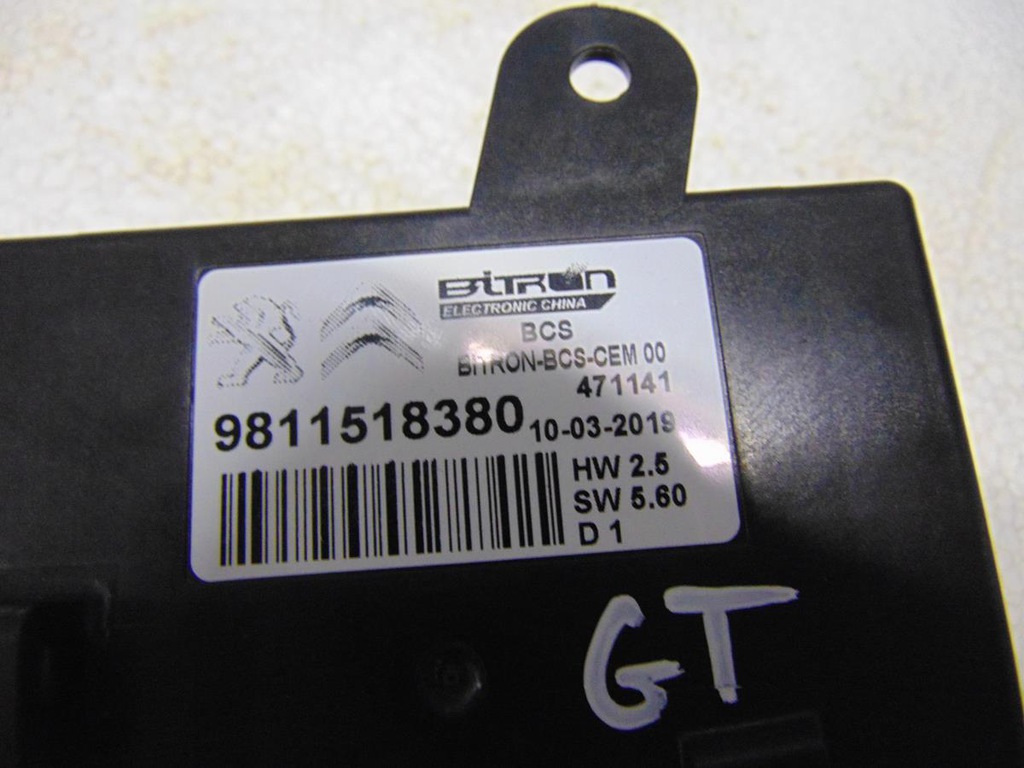 BITRON
ELECTRONIC CHINA
BCS
BITRON-BCS-CEM 00
471141
9811518380 10-03-2019
HW 2.5
SW 5.60
D 1
GT